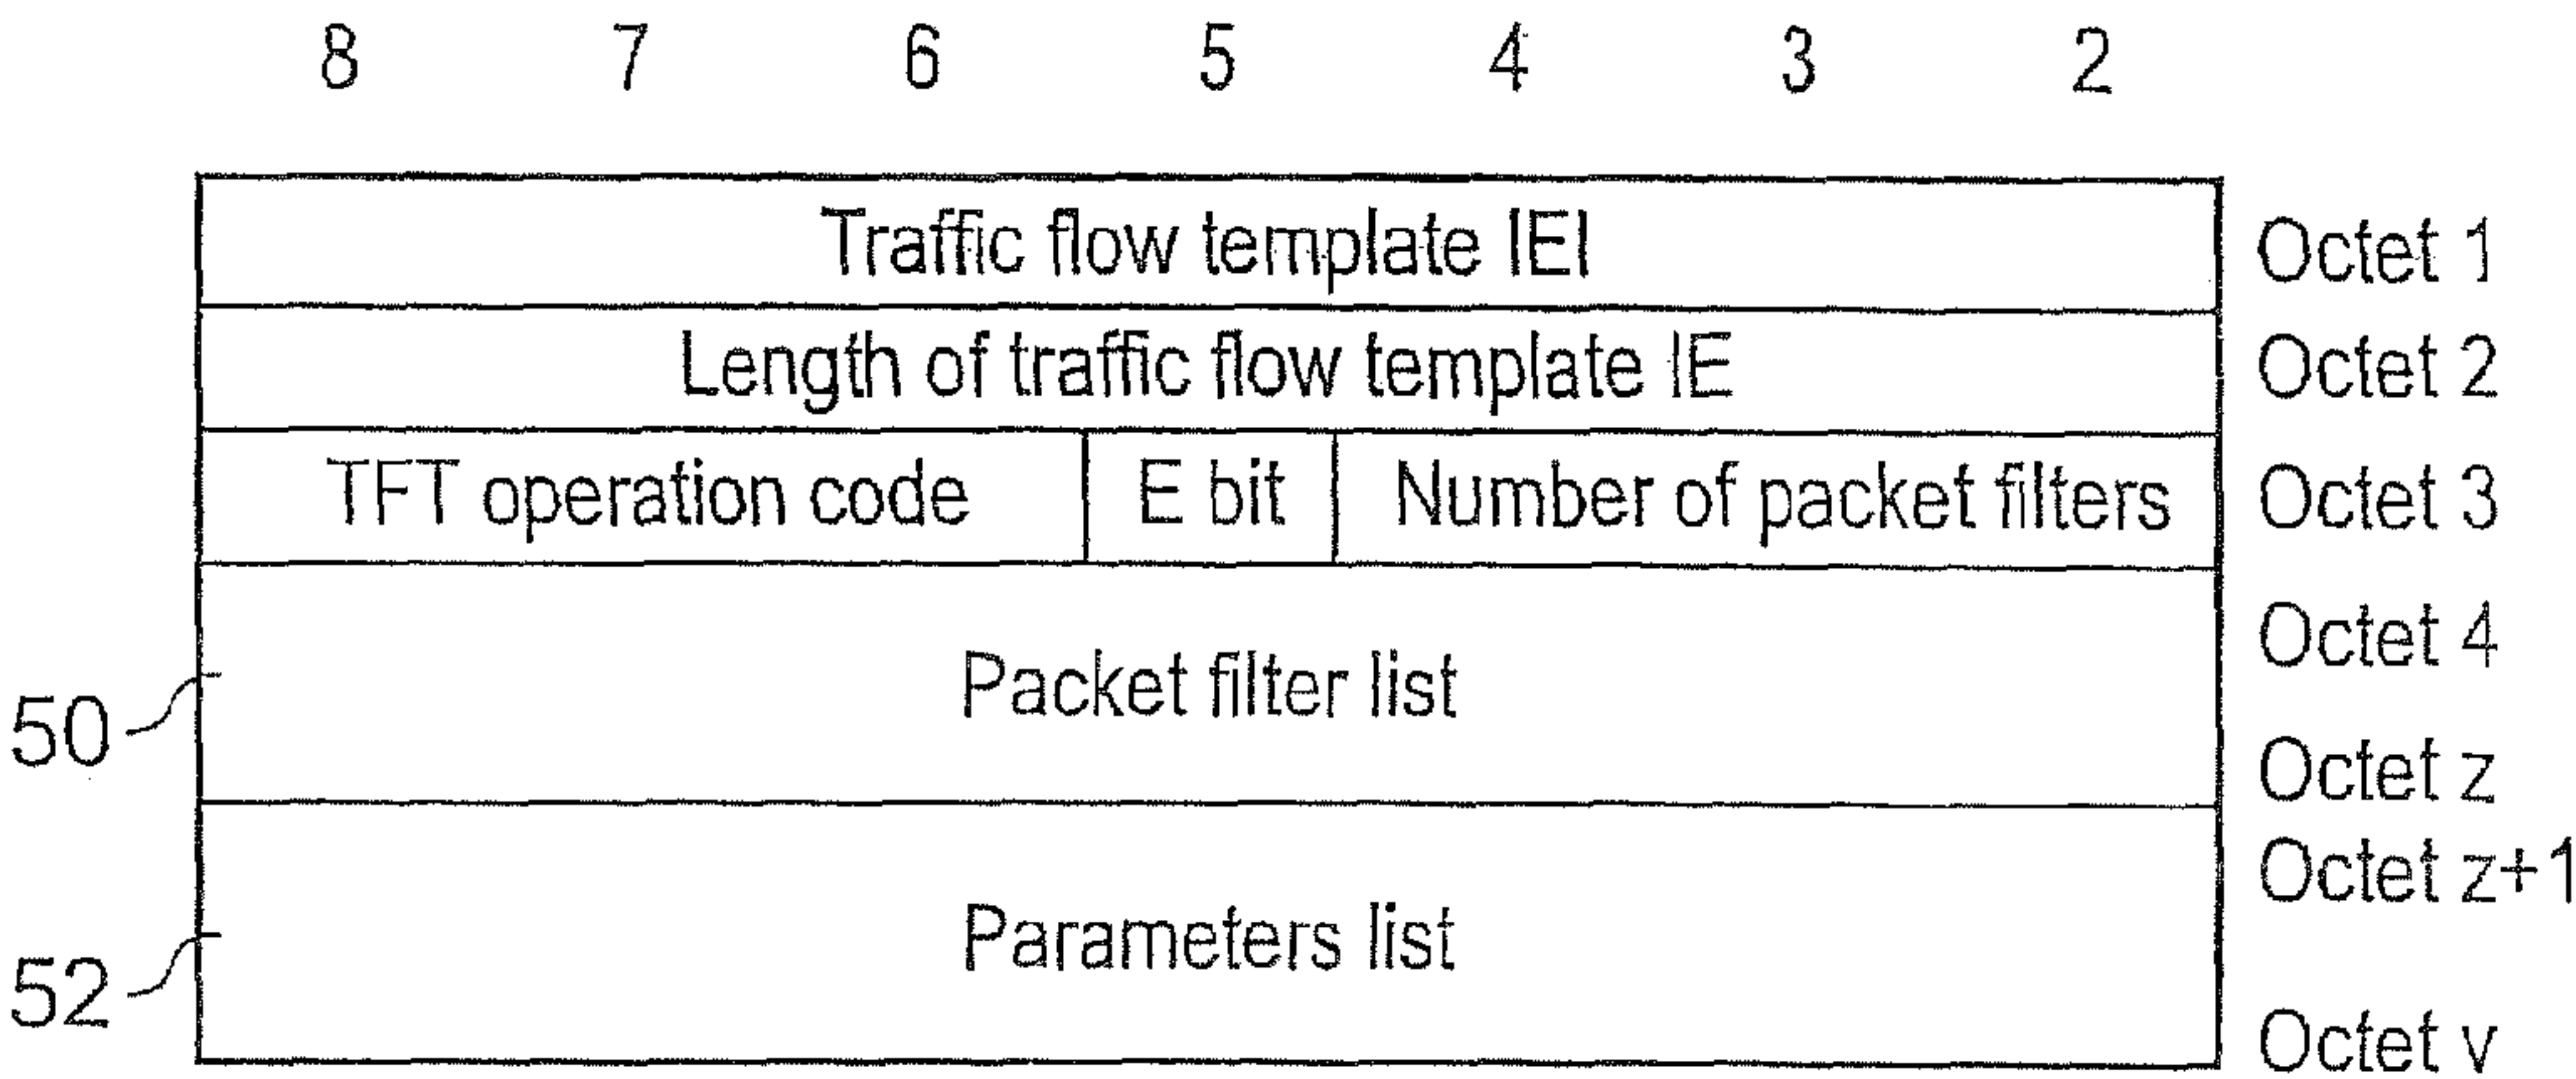 8 7 6 5 4 3 2
Traffic flow template IEI Octet 1
Length of traffic flow template IE Octet 2
TFT operation code E bit Number of packet filters Octet 3
Octet 4
50 Packet filter list
Octet z
Octet z+1
52 Parameters list
Octet v